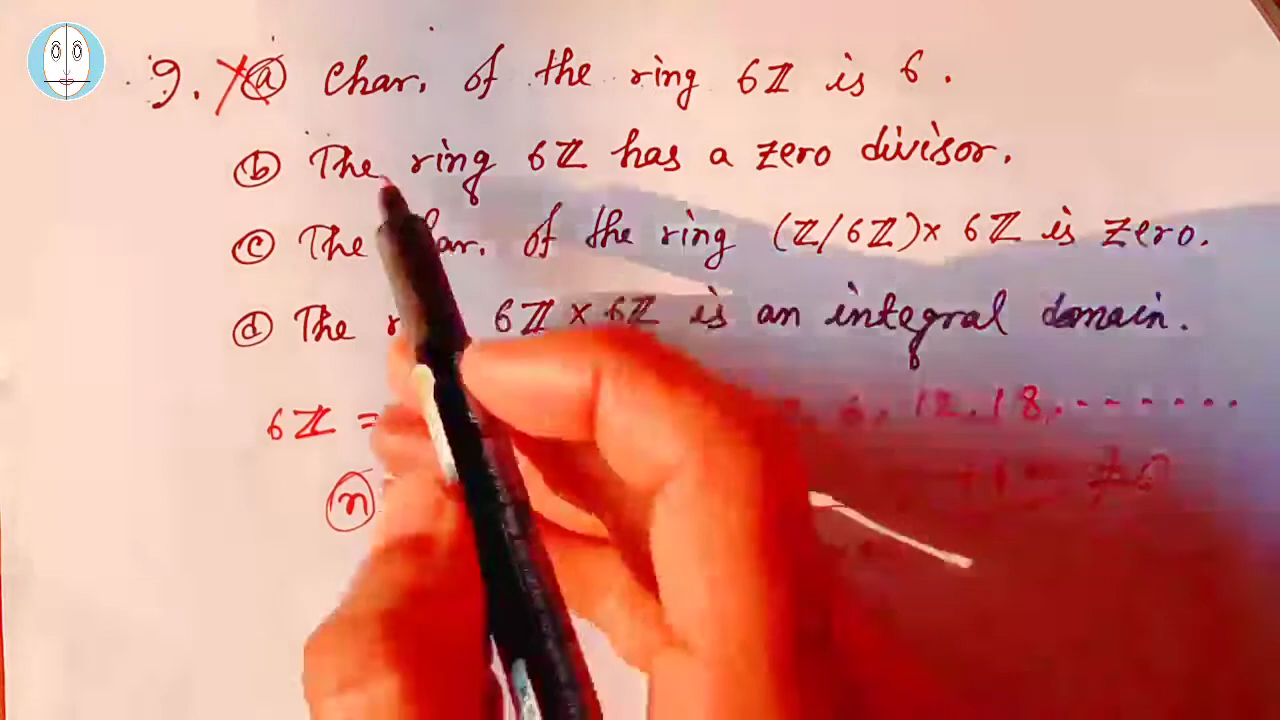 9. (a) Char. of the ring 6ℤ is 6.
(b) The ring 6ℤ has a zero divisor.
(c) The of the ring (ℤ/6ℤ)× 6ℤ is zero.
(d) The 6ℤ × 6ℤ is an integral domain.
6ℤ = 6, 12, 18, .......
n